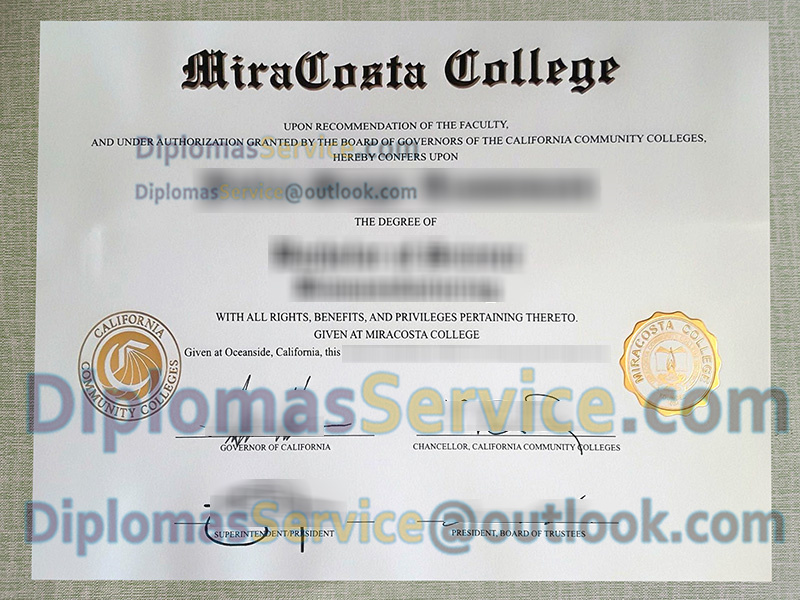 MiraCosta College
UPON RECOMMENDATION OF THE FACULTY,
AND UNDER AUTHORIZATION GRANTED BY THE BOARD OF GOVERNORS OF THE CALIFORNIA COMMUNITY COLLEGES,
DiplomasService.com
HEREBY CONFERS UPON
DiplomasService@outlook.com
THE DEGREE OF
WITH ALL RIGHTS, BENEFITS, AND PRIVILEGES PERTAINING THERETO.
GIVEN AT MIRACOSTA COLLEGE
Given at Oceanside, California, this
CALIFORNIA
COMMUNITY COLLEGES
MIRACOSTA COLLEGE
DiplomasService.com
GOVERNOR OF CALIFORNIA
CHANCELLOR, CALIFORNIA COMMUNITY COLLEGES
DiplomasService@outlook.com
SUPERINTENDENT/PRESIDENT
PRESIDENT, BOARD OF TRUSTEES